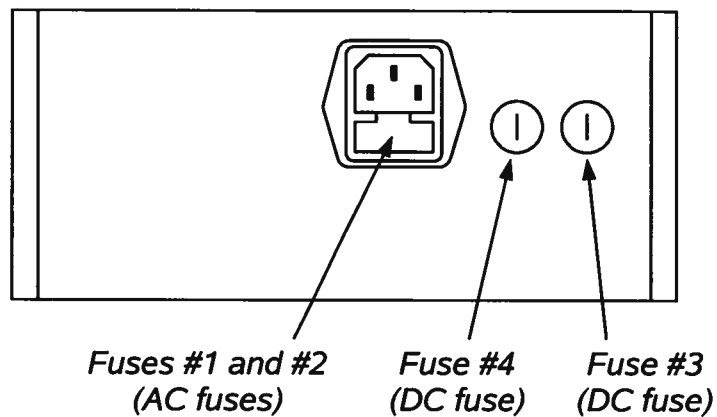 Fuses #1 and #2
(AC fuses)
Fuse #4
(DC fuse)
Fuse #3
(DC fuse)